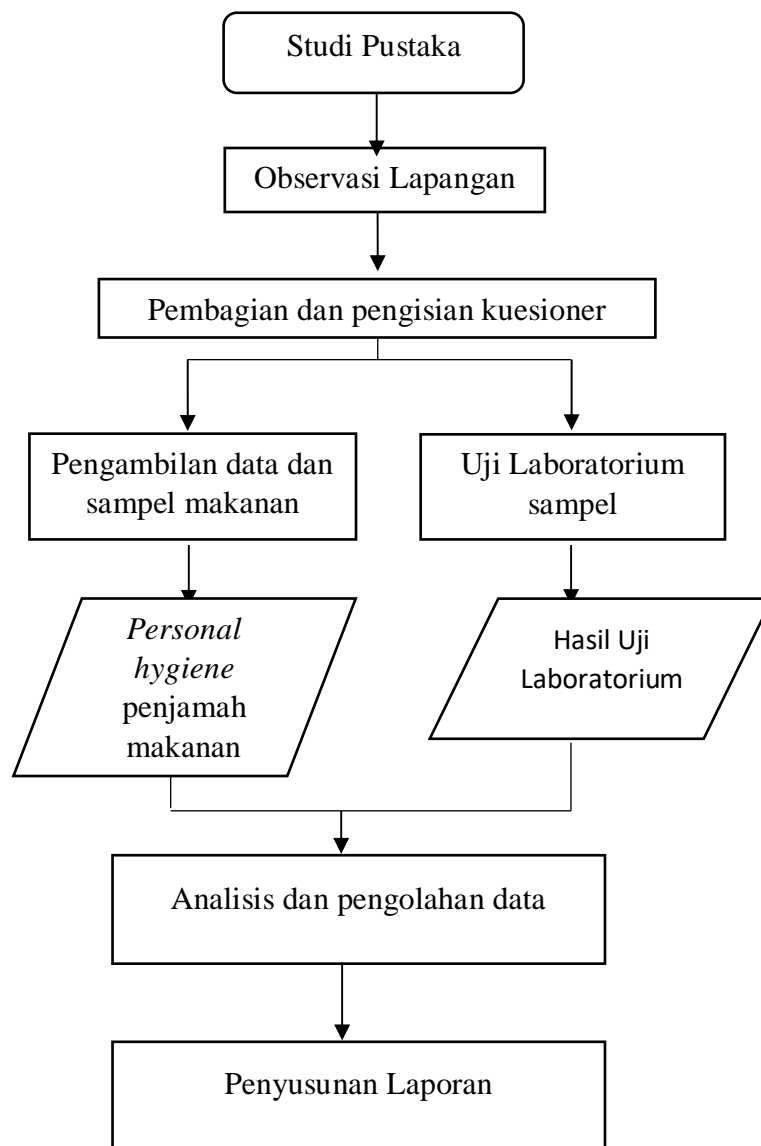 Studi Pustaka
Observasi Lapangan
Pembagian dan pengisian kuesioner
Pengambilan data dan
sampel makanan
Uji Laboratorium
sampel
Personal
hygiene
penjamah
makanan
Hasil Uji
Laboratorium
Analisis dan pengolahan data
Penyusunan Laporan